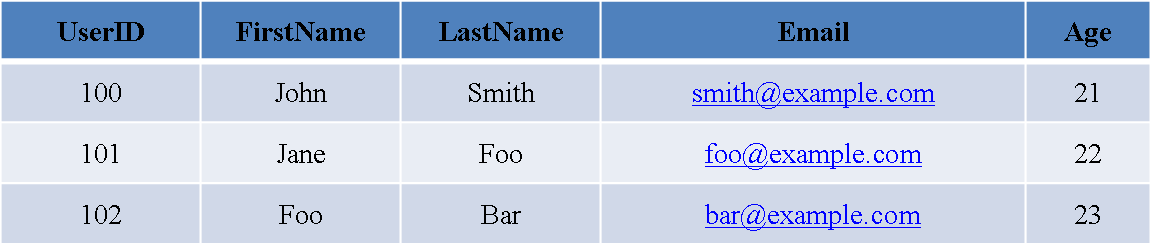 UserID FirstName LastName Email Age
100 John Smith smith@example.com 21
101 Jane Foo foo@example.com 22
102 Foo Bar bar@example.com 23